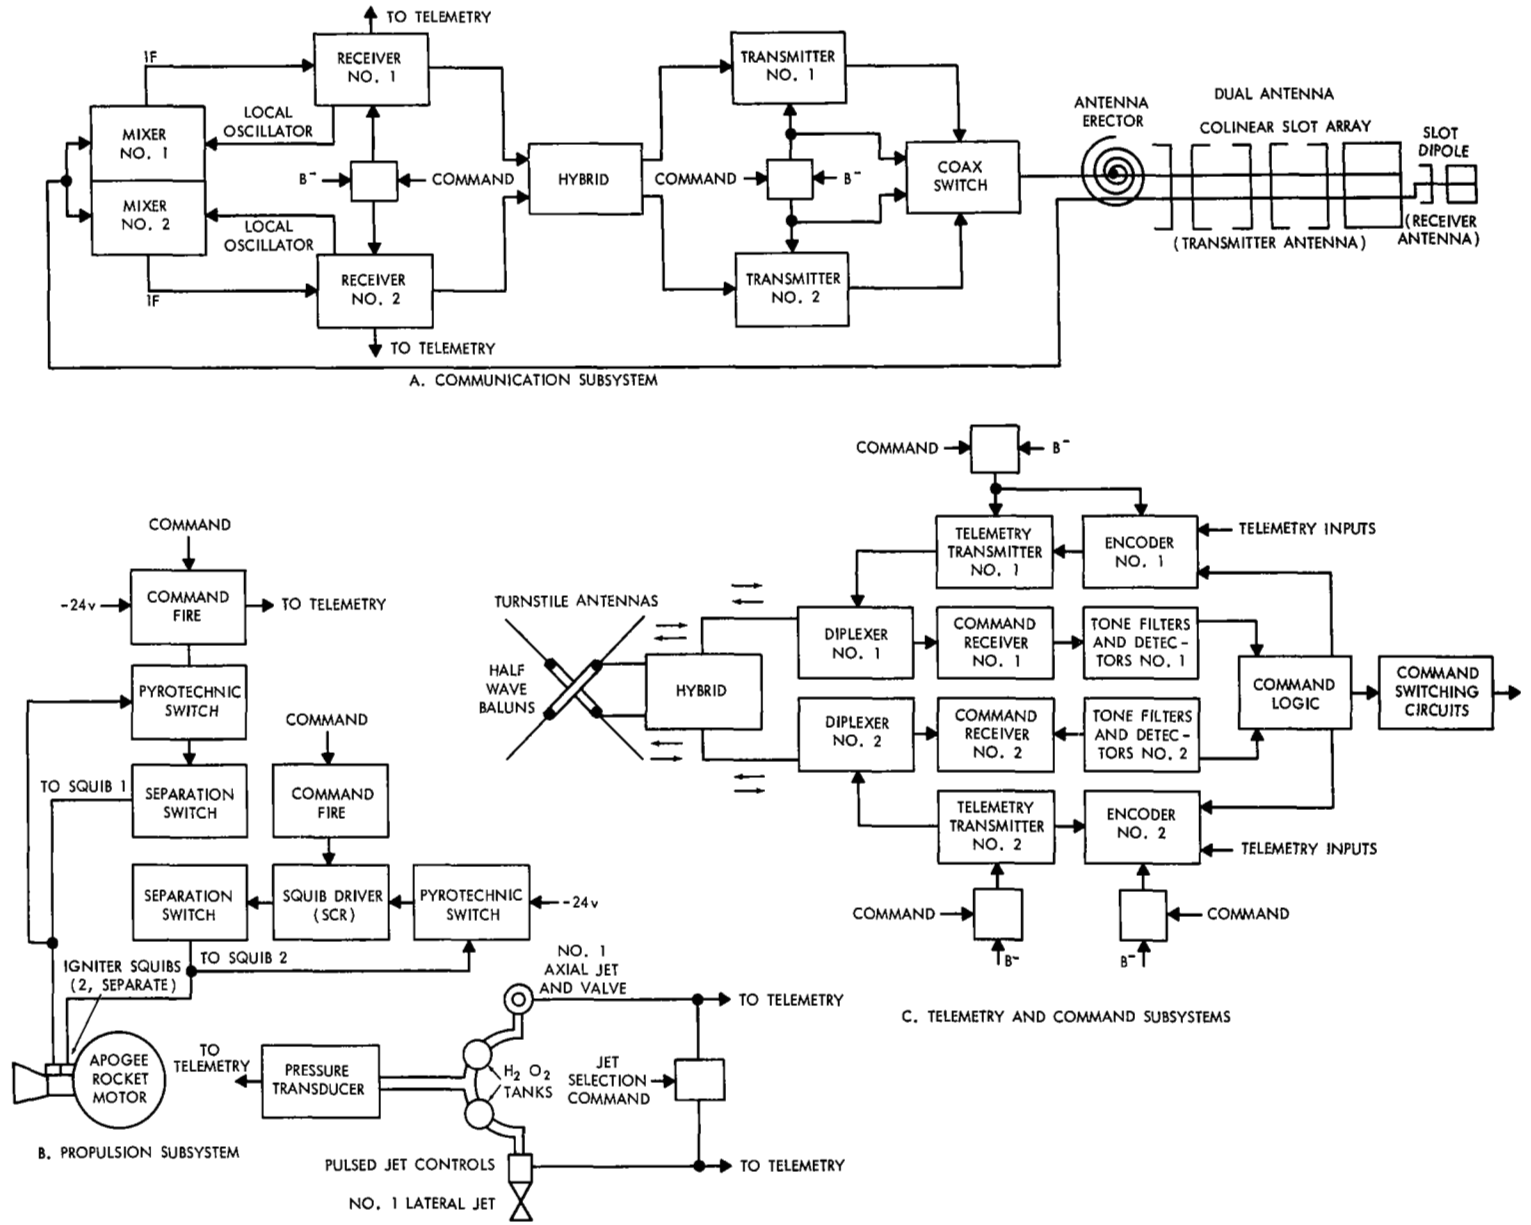 TO TELEMETRY
IF
RECEIVER
NO. 1
LOCAL
OSCILLATOR
MIXER
NO. 1
MIXER
NO. 2
B-
COMMAND
LOCAL
OSCILLATOR
IF
RECEIVER
NO. 2
TO TELEMETRY
HYBRID
TRANSMITTER
NO. 1
COMMAND
B-
TRANSMITTER
NO. 2
COAX
SWITCH
ANTENNA
ERECTOR
DUAL ANTENNA
COLINEAR SLOT ARRAY
SLOT
DIPOLE
(TRANSMITTER ANTENNA)
(RECEIVER
ANTENNA)
A. COMMUNICATION SUBSYSTEM
COMMAND
-24v
COMMAND
FIRE
TO TELEMETRY
PYROTECHNIC
SWITCH
COMMAND
TO SQUIB 1
SEPARATION
SWITCH
COMMAND
FIRE
SEPARATION
SWITCH
SQUIB DRIVER
(SCR)
PYROTECHNIC
SWITCH
-24v
TO SQUIB 2
IGNITER SQUIBS
(2, SEPARATE)
APOGEE
ROCKET
MOTOR
TO
TELEMETRY
PRESSURE
TRANSDUCER
H2 O2
TANKS
NO. 1
AXIAL JET
AND VALVE
TO TELEMETRY
JET
SELECTION
COMMAND
PULSED JET CONTROLS
TO TELEMETRY
NO. 1 LATERAL JET
B. PROPULSION SUBSYSTEM
COMMAND
B-
TELEMETRY
TRANSMITTER
NO. 1
ENCODER
NO. 1
TELEMETRY INPUTS
TURNSTILE ANTENNAS
HALF
WAVE
BALUNS
HYBRID
DIPLEXER
NO. 1
COMMAND
RECEIVER
NO. 1
TONE FILTERS
AND DETEC-
TORS NO. 1
COMMAND
LOGIC
COMMAND
SWITCHING
CIRCUITS
DIPLEXER
NO. 2
COMMAND
RECEIVER
NO. 2
TONE FILTERS
AND DETEC-
TORS NO. 2
TELEMETRY
TRANSMITTER
NO. 2
ENCODER
NO. 2
TELEMETRY INPUTS
COMMAND
B-
COMMAND
B-
C. TELEMETRY AND COMMAND SUBSYSTEMS